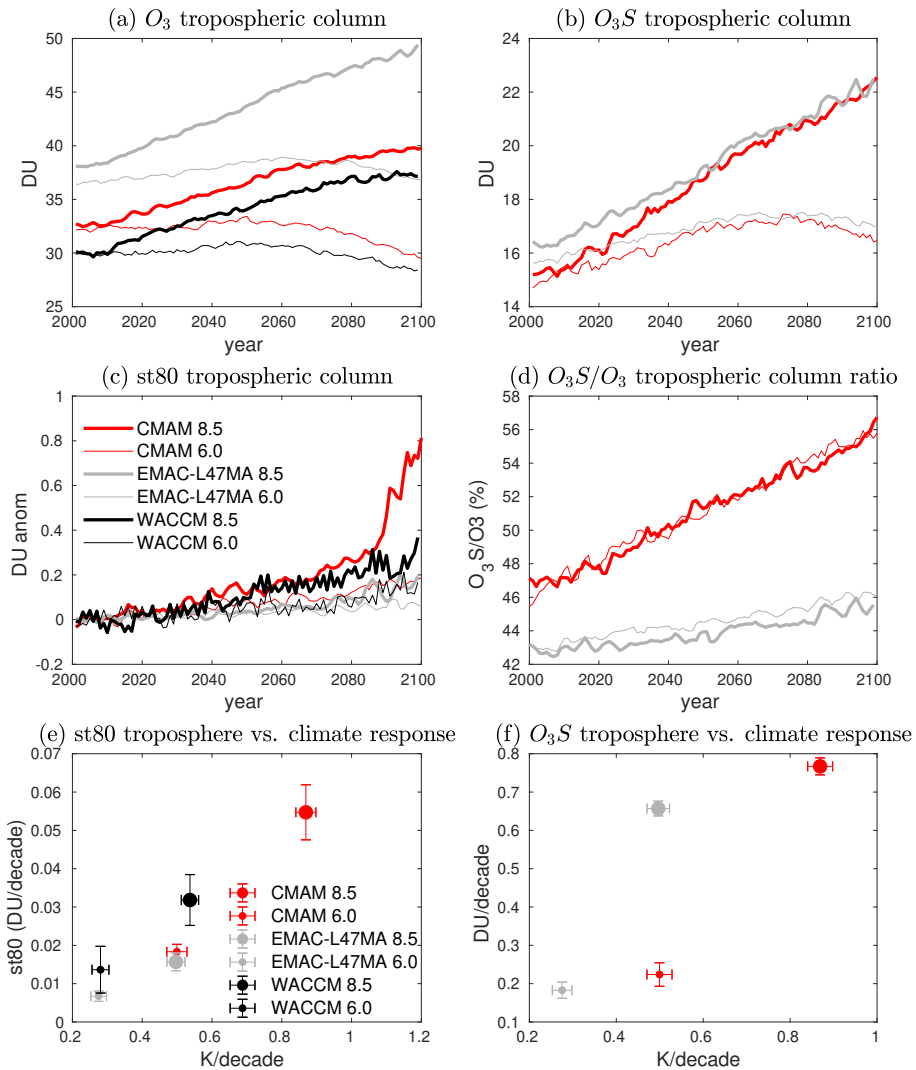 (a) O₃ tropospheric column
50
45
40
35
30
25
DU
2000 2020 2040 2060 2080 2100
year
(b) O₃S tropospheric column
24
22
20
18
16
14
DU
2000 2020 2040 2060 2080 2100
year
(c) st80 tropospheric column
1
0.8
0.6
0.4
0.2
0
-0.2
DU anom
CMAM 8.5
CMAM 6.0
EMAC-L47MA 8.5
EMAC-L47MA 6.0
WACCM 8.5
WACCM 6.0
2000 2020 2040 2060 2080 2100
year
(d) O₃S/O₃ tropospheric column ratio
58
56
54
52
50
48
46
44
42
O₃S/O3 (%)
2000 2020 2040 2060 2080 2100
year
(e) st80 troposphere vs. climate response
0.07
0.06
0.05
0.04
0.03
0.02
0.01
0
st80 (DU/decade)
CMAM 8.5
CMAM 6.0
EMAC-L47MA 8.5
EMAC-L47MA 6.0
WACCM 8.5
WACCM 6.0
0.2 0.4 0.6 0.8 1 1.2
K/decade
(f) O₃S troposphere vs. climate response
0.8
0.7
0.6
0.5
0.4
0.3
0.2
0.1
DU/decade
0.2 0.4 0.6 0.8 1
K/decade